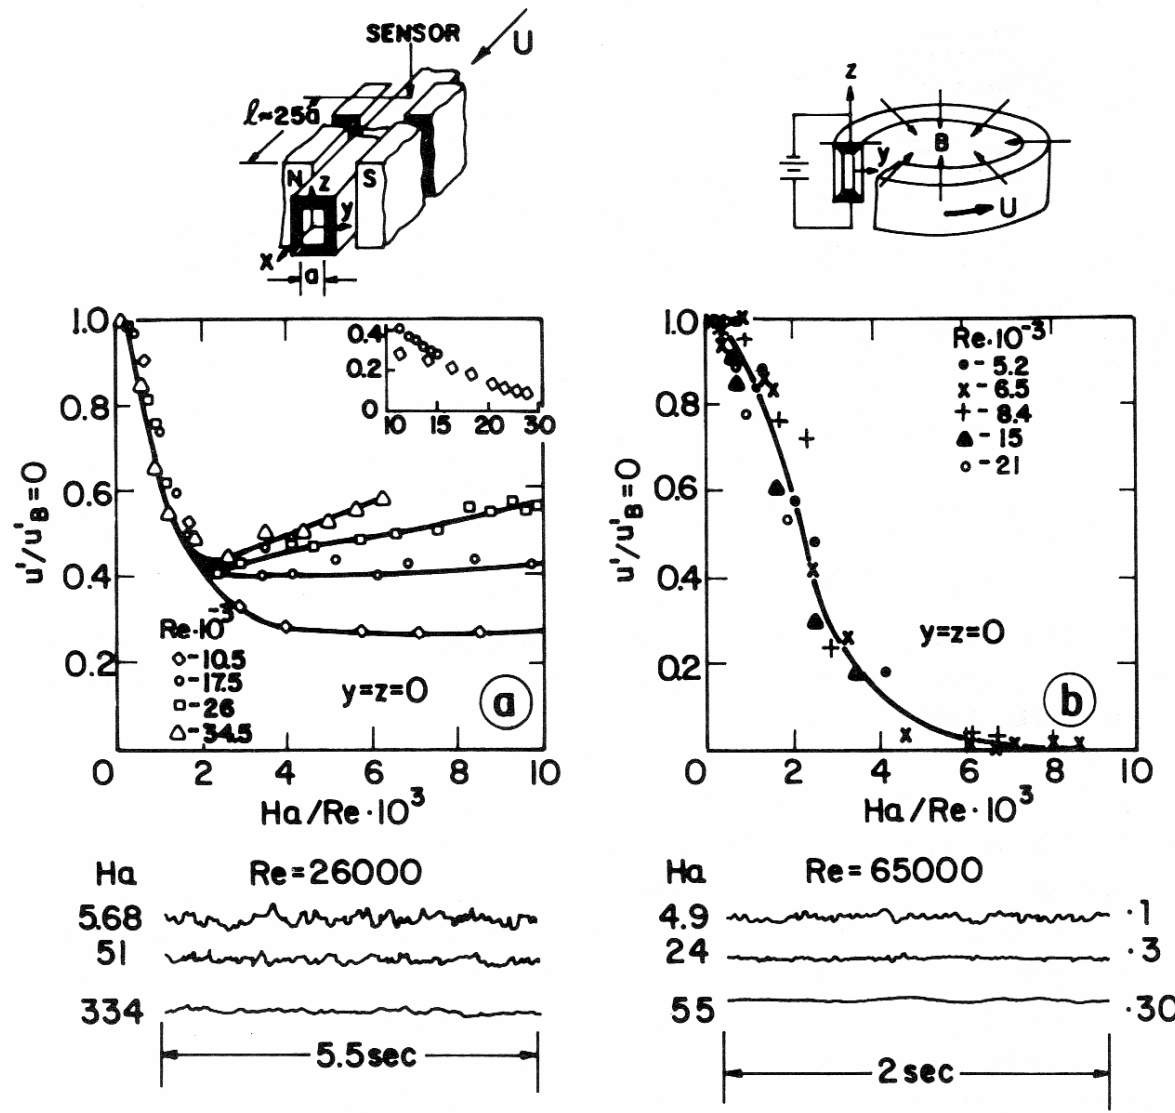 SENSOR
U
ℓ≈25a
N
z
S
y
x
a
z
B
y
U
1.0
0.8
0.6
0.4
0.2
u'/u'B=0
0.4
0.2
0
10
15
20
25
30
Re·10⁻³
◇-10.5
○-17.5
□-26
△-34.5
y=z=0
a
0
2
4
6
8
10
Ha/Re·10³
1.0
0.8
0.6
0.4
0.2
u'/u'B=0
Re·10⁻³
●-5.2
x-6.5
+-8.4
▲-15
○-21
y=z=0
b
0
2
4
6
8
10
Ha/Re·10³
Ha Re=26000
5.68
51
334
5.5sec
Ha Re=65000
4.9 ·1
24 ·3
55 ·30
2sec